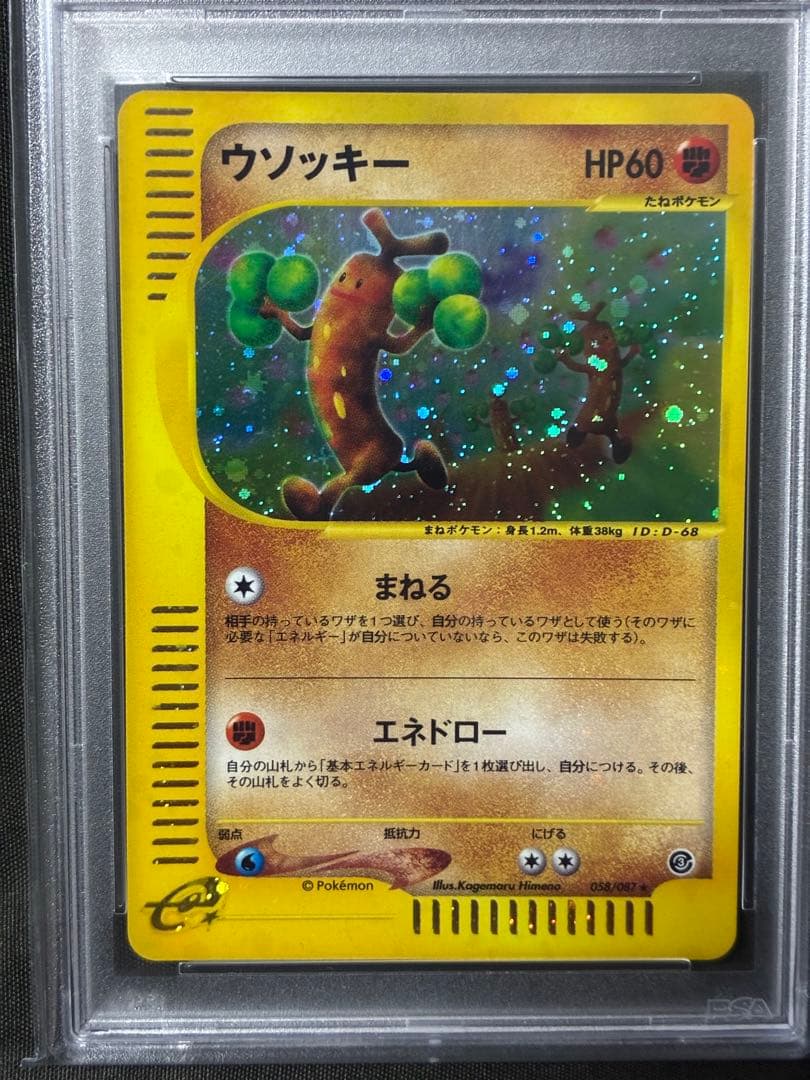 ウソッキー HP60
たねポケモン
まねポケモン：身長1.2m、体重38kg ID:D-68
まねる
相手の持っているワザを1つ選び、自分の持っているワザとして使う(そのワザに
必要な「エネルギー」が自分についていないなら、このワザは失敗する)。
エネドロー
自分の山札から「基本エネルギーカード」を1枚選び出し、自分につける。その後、
その山札をよく切る。
弱点 抵抗力 にげる
© Pokémon Illus.Kagemaru Himeno 058/087 ★
3
PSA